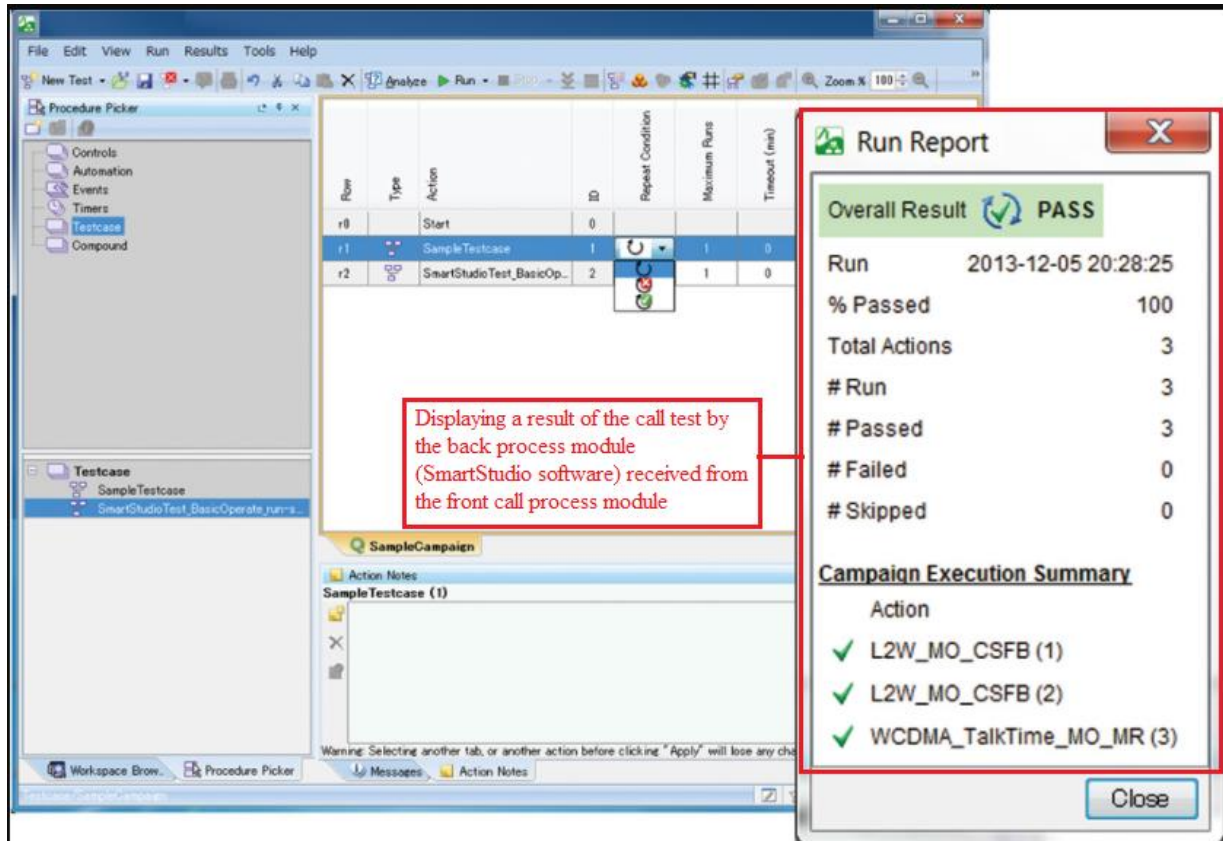 File Edit View Run Results Tools Help
New Test Analyze Run Zoom % 100
Procedure Picker
Controls
Automation
Events
Timers
Testcase
Compound
Row Type Action ID Repeat Condition Maximum Runs Timeout (min)
r0 Start 0
r1 SampleTestcase 1 1 0
r2 SmartStudioTest_BasicOp... 2 1 0
Displaying a result of the call test by
the back process module
(SmartStudio software) received from
the front call process module
Testcase
SampleTestcase
SmartStudioTest_BasicOperate_run-s...
SampleCampaign
Action Notes
SampleTestcase (1)
Warning: Selecting another tab, or another action before clicking "Apply" will lose any cha
Workspace Brow.. Procedure Picker
Messages Action Notes
Testcase/SampleCampaign
Run Report
Overall Result PASS
Run 2013-12-05 20:28:25
% Passed 100
Total Actions 3
# Run 3
# Passed 3
# Failed 0
# Skipped 0
Campaign Execution Summary
Action
L2W_MO_CSFB (1)
L2W_MO_CSFB (2)
WCDMA_TalkTime_MO_MR (3)
Close